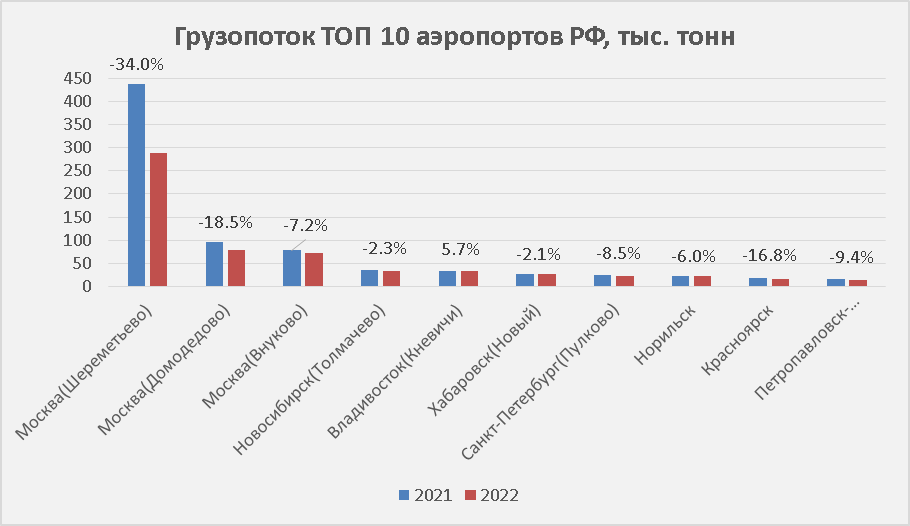 Грузопоток ТОП 10 аэропортов РФ, тыс. тонн
-34.0%
450
400
350
300
250
200
150
100
50
0
-18.5%
-7.2%
-2.3%
5.7%
-2.1%
-8.5%
-6.0%
-16.8%
-9.4%
Москва(Шереметьево)
Москва(Домодедово)
Москва(Внуково)
Новосибирск(Толмачево)
Владивосток(Кневичи)
Хабаровск(Новый)
Санкт-Петербург(Пулково)
Норильск
Красноярск
Петропавловск-...
2021
2022